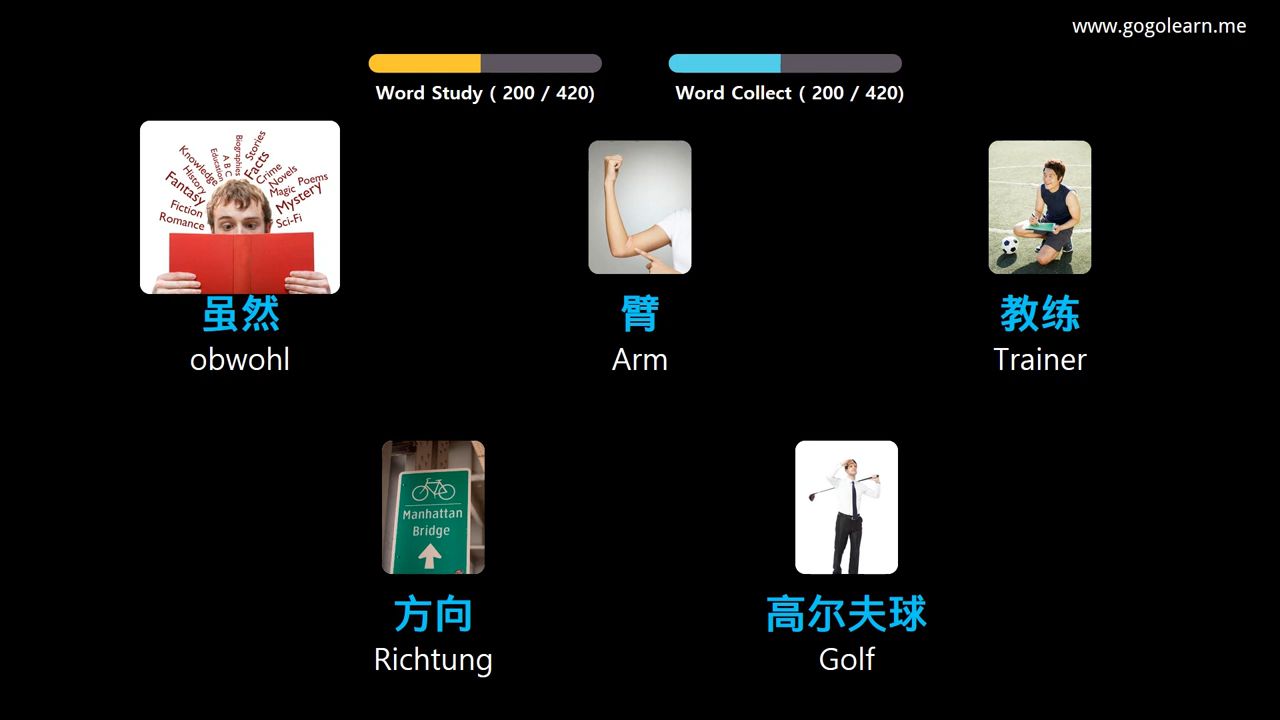 www.gogolearn.me
Word Study ( 200 / 420)
Word Collect ( 200 / 420)
Knowledge
History
Fantasy
Fiction
Romance
Education
A B C
Biographies
Stories
Facts
Crime
Novels
Magic
Poems
Mystery
Sci-Fi
虽然
obwohl
臂
Arm
教练
Trainer
Manhattan
Bridge
方向
Richtung
高尔夫球
Golf